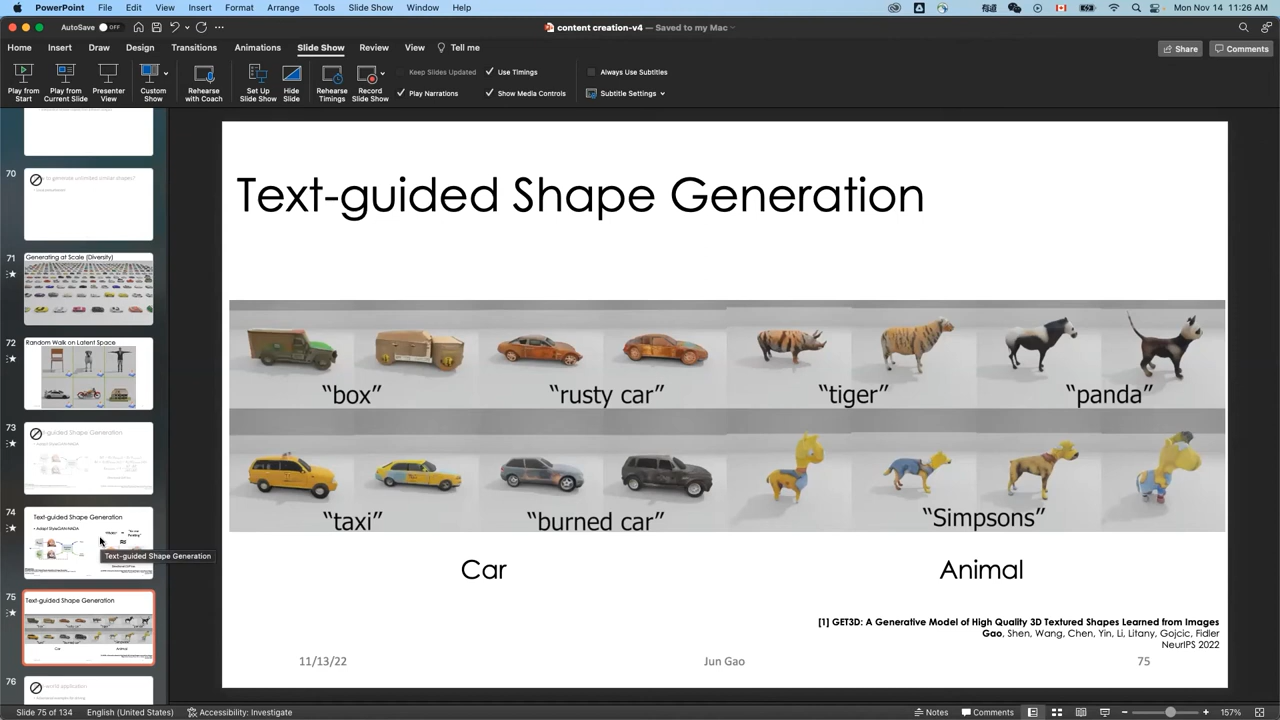 PowerPoint File Edit View Insert Format Arrange Tools Slide Show Window Help Mon Nov 14 11:26 AM
AutoSave OFF content creation-v4 — Saved to my Mac
Home Insert Draw Design Transitions Animations Slide Show Review View Tell me Share Comments
Play from Start
Play from Current Slide
Presenter View
Custom Show
Rehearse with Coach
Set Up Slide Show
Hide Slide
Rehearse Timings
Record Slide Show
Keep Slides Updated
Use Timings
Play Narrations
Show Media Controls
Always Use Subtitles
Subtitle Settings
70
71
Generating at Scale (Diversity)
72
Random Walk on Latent Space
73
74
Text-guided Shape Generation
Text-guided Shape Generation
75
Text-guided Shape Generation
76
Text-guided Shape Generation
“box” “rusty car” “tiger” “panda”
“taxi” “burned car” “Simpsons”
Car Animal
[1] GET3D: A Generative Model of High Quality 3D Textured Shapes Learned from Images
Gao, Shen, Wang, Chen, Yin, Li, Litany, Gojcic, Fidler
NeurIPS 2022
11/13/22 Jun Gao 75
Slide 75 of 134 English (United States) Accessibility: Investigate Notes Comments 157%